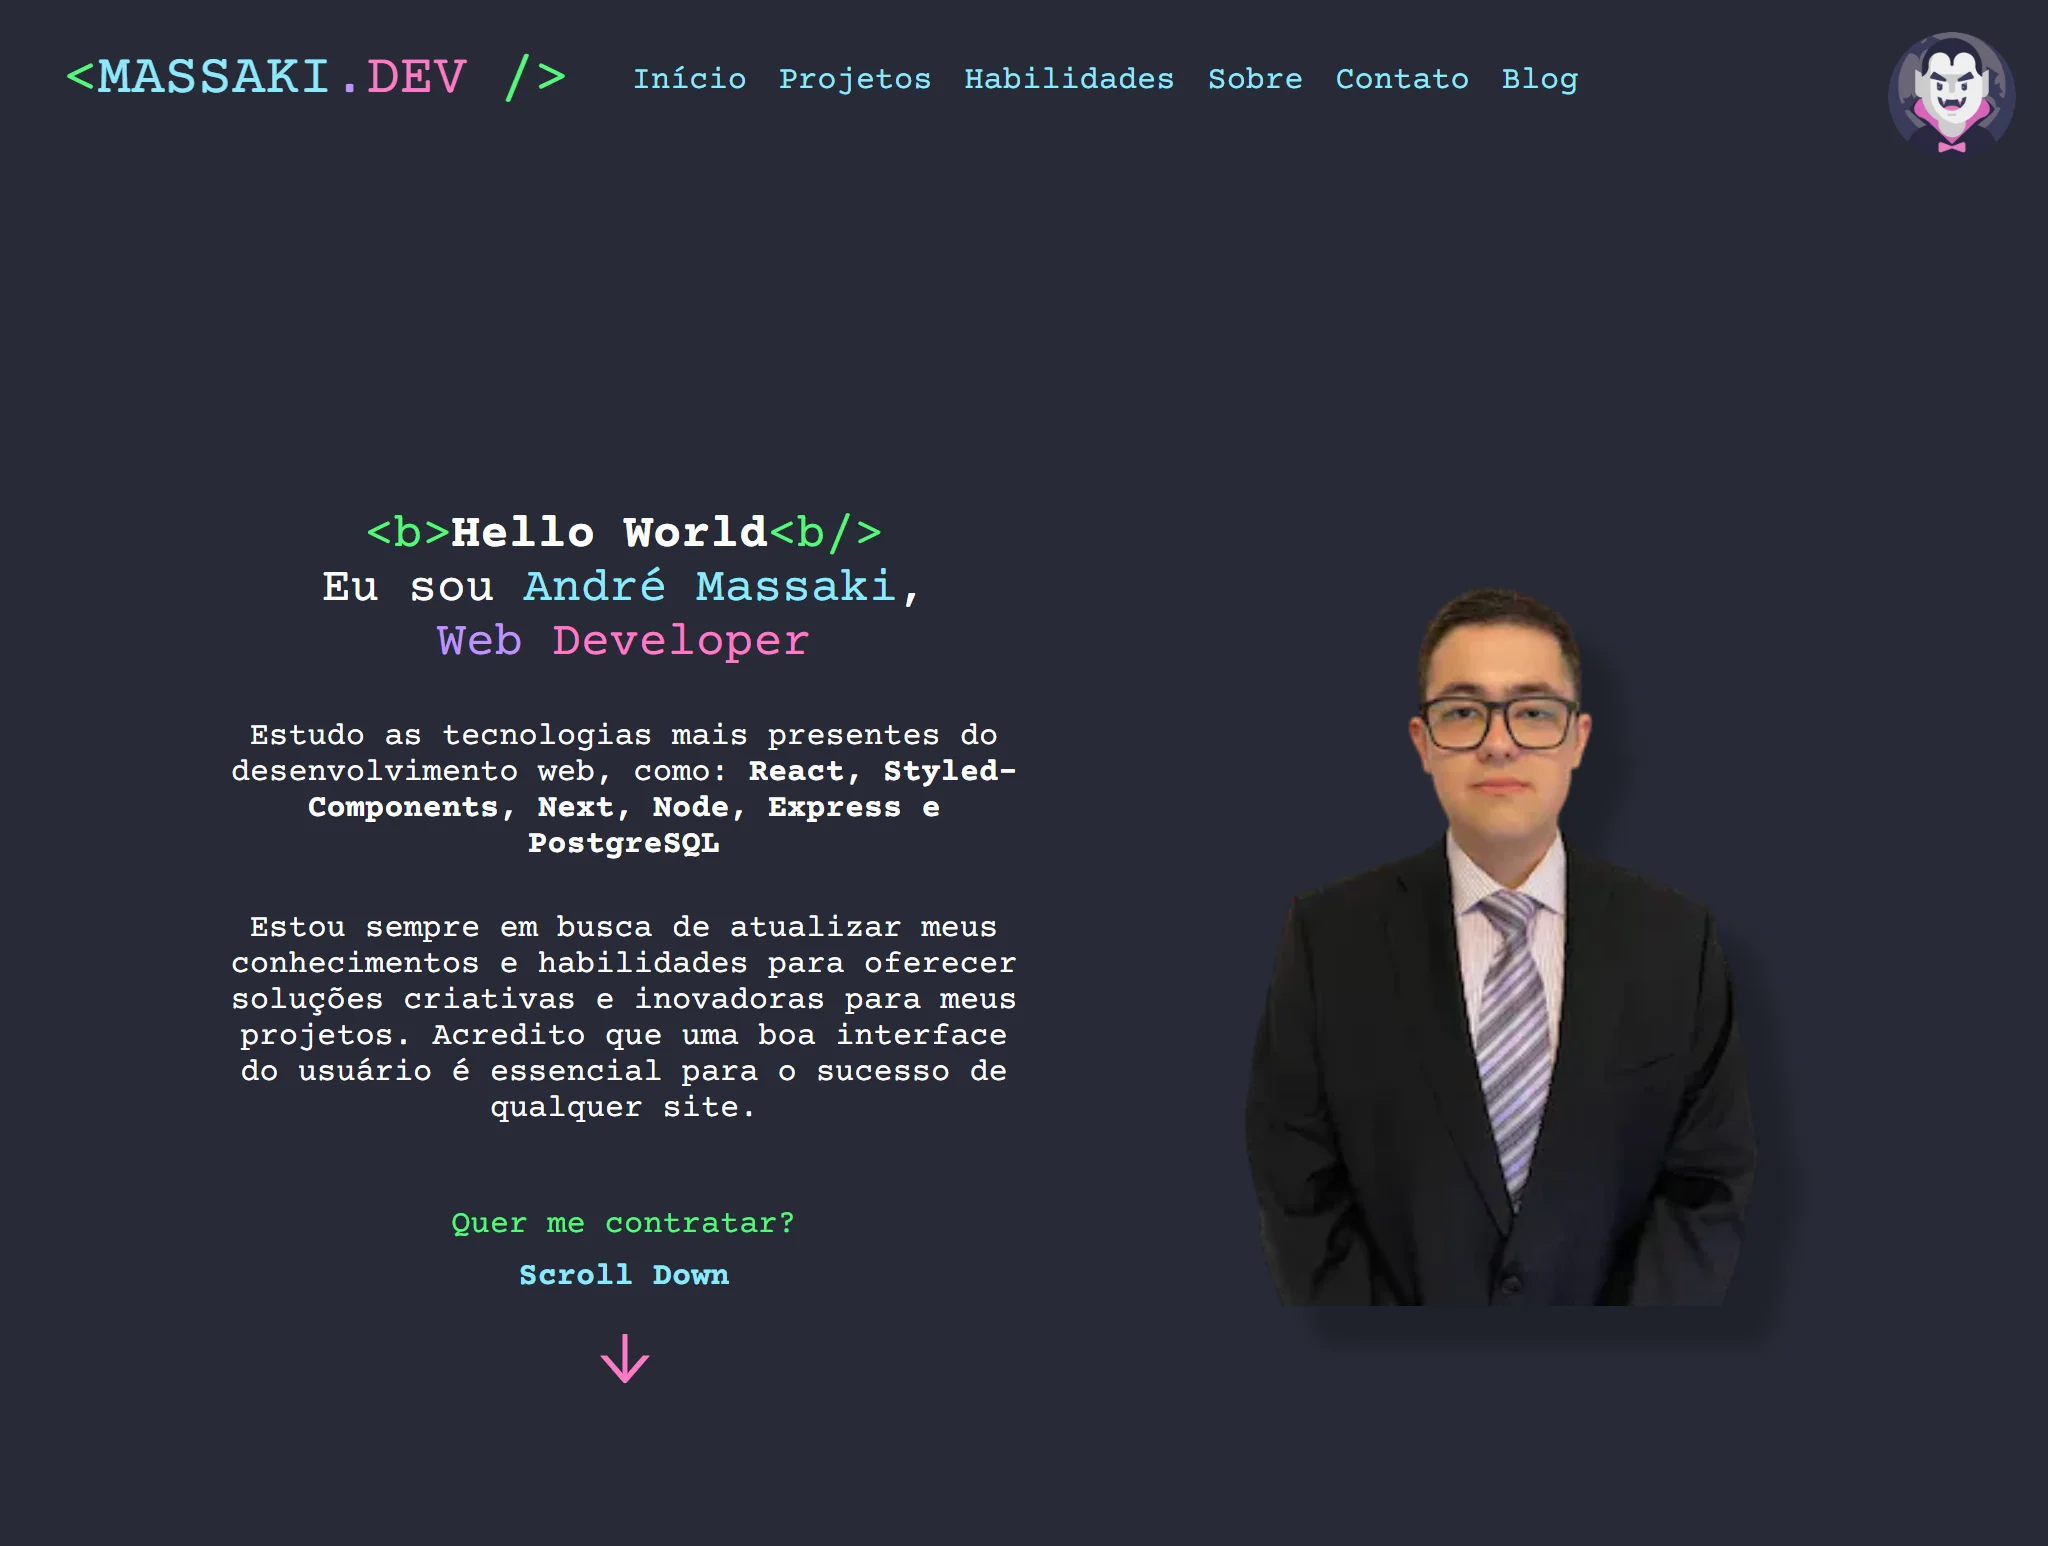 <MASSAKI.DEV />
Início Projetos Habilidades Sobre Contato Blog
<b>Hello World<b/>
Eu sou André Massaki,
Web Developer
Estudo as tecnologias mais presentes do
desenvolvimento web, como: React, Styled-
Components, Next, Node, Express e
PostgreSQL
Estou sempre em busca de atualizar meus
conhecimentos e habilidades para oferecer
soluções criativas e inovadoras para meus
projetos. Acredito que uma boa interface
do usuário é essencial para o sucesso de
qualquer site.
Quer me contratar?
Scroll Down